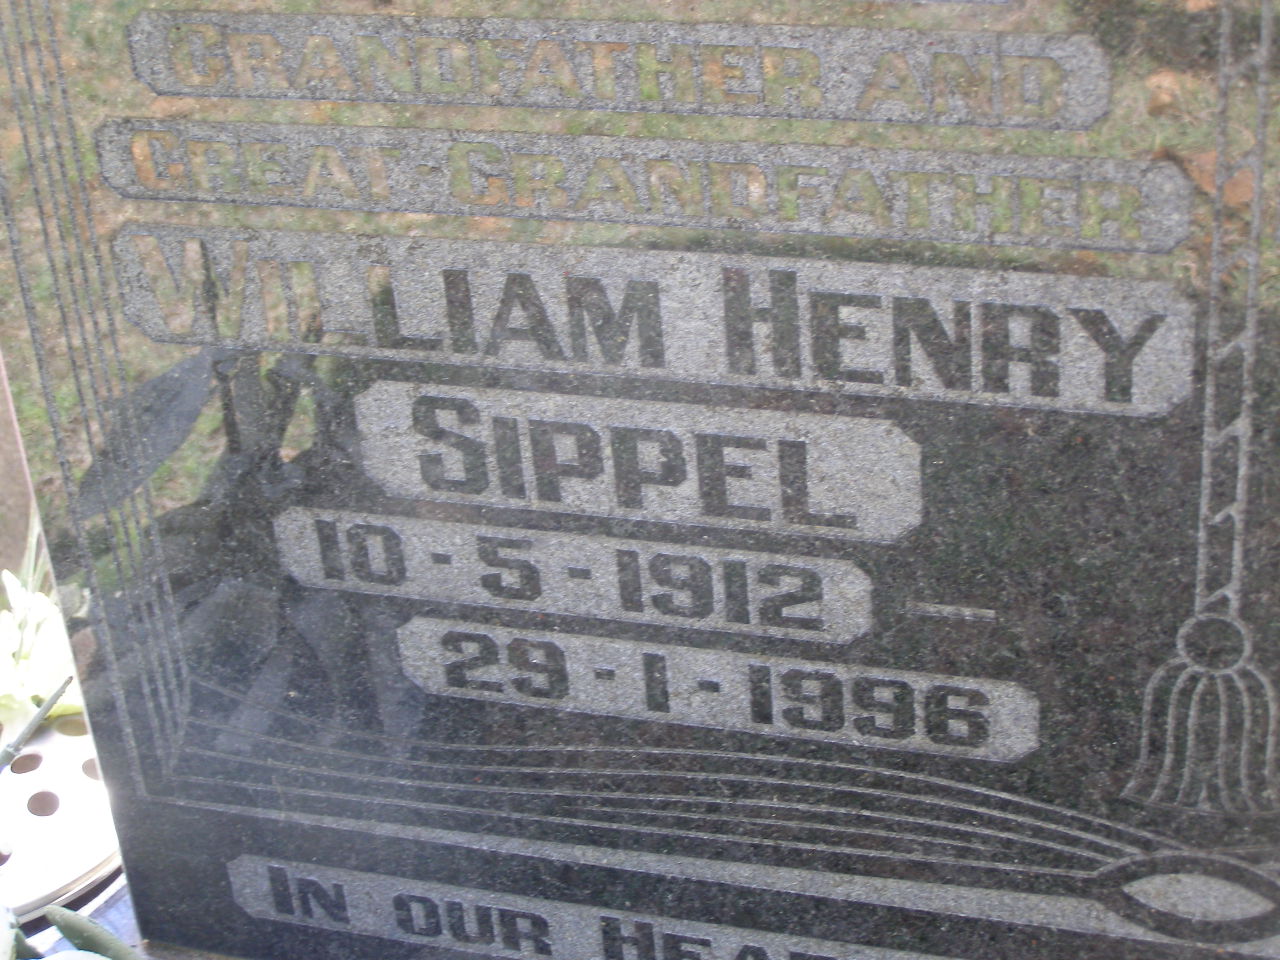 GRANDFATHER AND
GREAT-GRANDFATHER
WILLIAM HENRY
SIPPEL
10-5-1912
29-1-1996
IN OUR